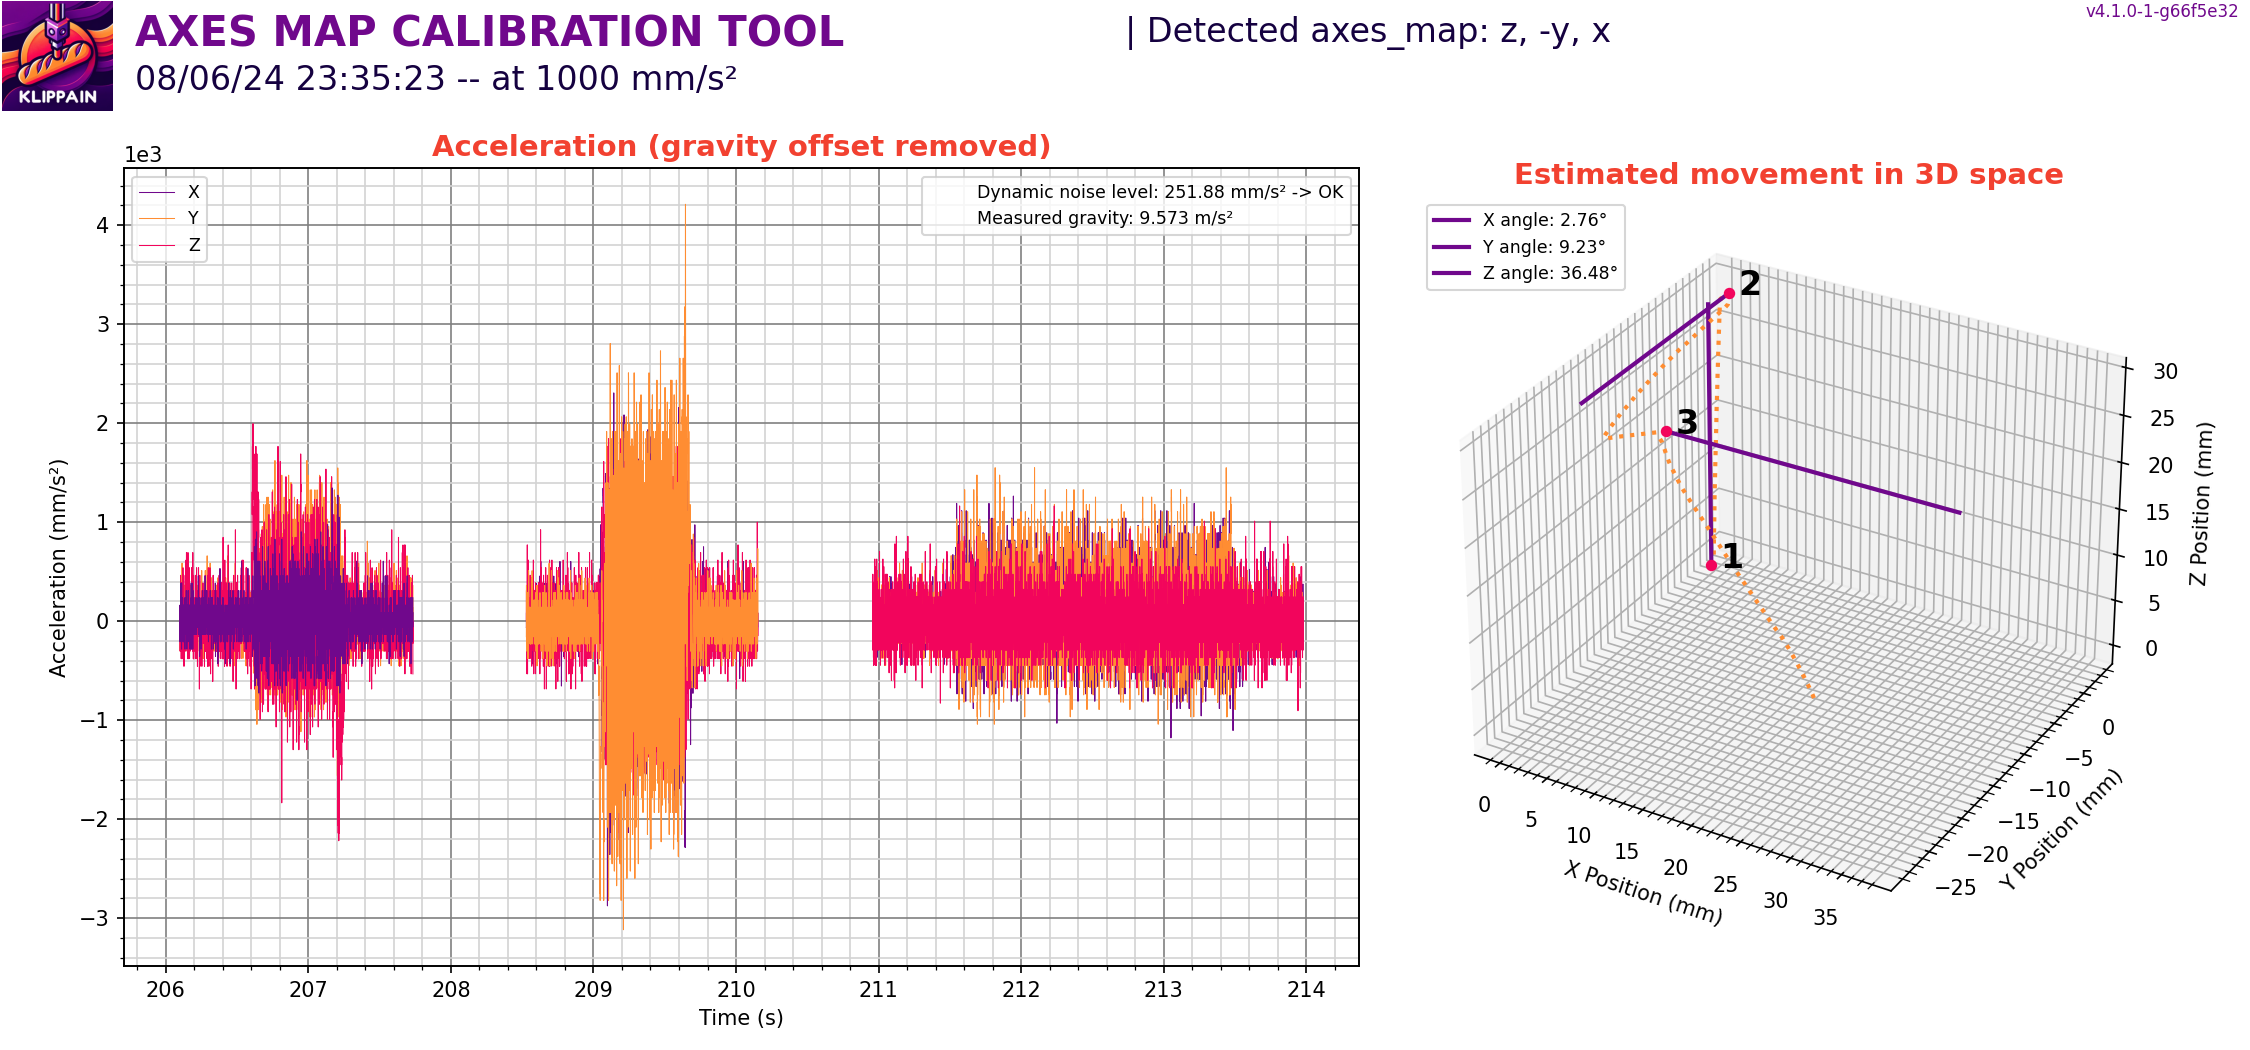 KLIPPAIN
AXES MAP CALIBRATION TOOL
08/06/24 23:35:23 -- at 1000 mm/s²
| Detected axes_map: z, -y, x
v4.1.0-1-g66f5e32
Acceleration (gravity offset removed)
1e3
X
Y
Z
Dynamic noise level: 251.88 mm/s² -> OK
Measured gravity: 9.573 m/s²
4
3
2
1
0
−1
−2
−3
Acceleration (mm/s²)
206 207 208 209 210 211 212 213 214
Time (s)
Estimated movement in 3D space
X angle: 2.76°
Y angle: 9.23°
Z angle: 36.48°
2
3
1
30
25
20
15
10
5
0
Z Position (mm)
0
−5
−10
−15
−20
−25
Y Position (mm)
0 5 10 15 20 25 30 35
X Position (mm)